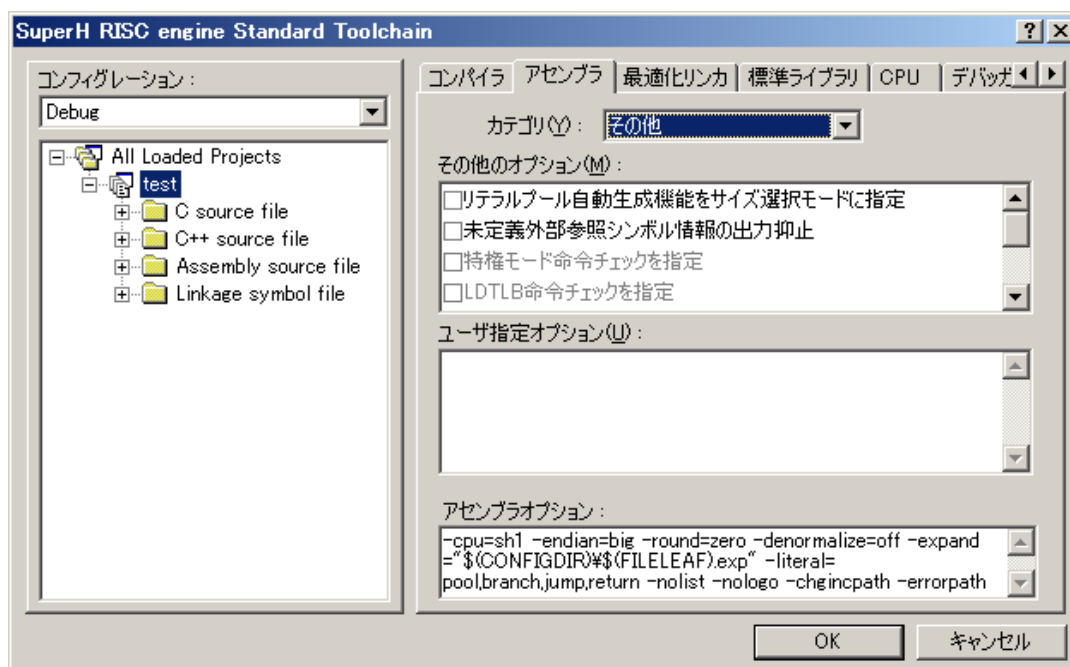 SuperH RISC engine Standard Toolchain
コンフィグレーション :
Debug
All Loaded Projects
test
C source file
C++ source file
Assembly source file
Linkage symbol file
コンパイラ アセンブラ 最適化リンカ 標準ライブラリ CPU デバッガ
カテゴリ(Y) : その他
その他のオプション(M) :
リテラルプール自動生成機能をサイズ選択モードに指定
未定義外部参照シンボル情報の出力抑止
特権モード命令チェックを指定
LDTLB命令チェックを指定
ユーザ指定オプション(U) :
アセンブラオプション :
-cpu=sh1 -endian=big -round=zero -denormalize=off -expand
="$(CONFIGDIR)¥$(FILELEAF).exp" -literal=
pool,branch,jump,return -nolist -nologo -chgincpath -errorpath
OK キャンセル